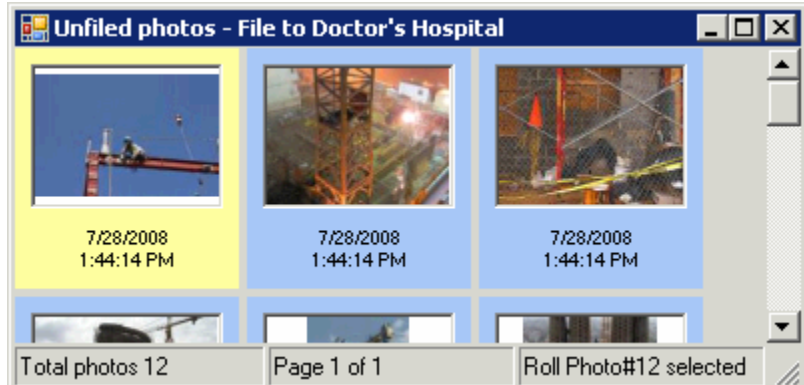 Unfiled photos - File to Doctor's Hospital
7/28/2008
1:44:14 PM
7/28/2008
1:44:14 PM
7/28/2008
1:44:14 PM
Total photos 12
Page 1 of 1
Roll Photo#12 selected